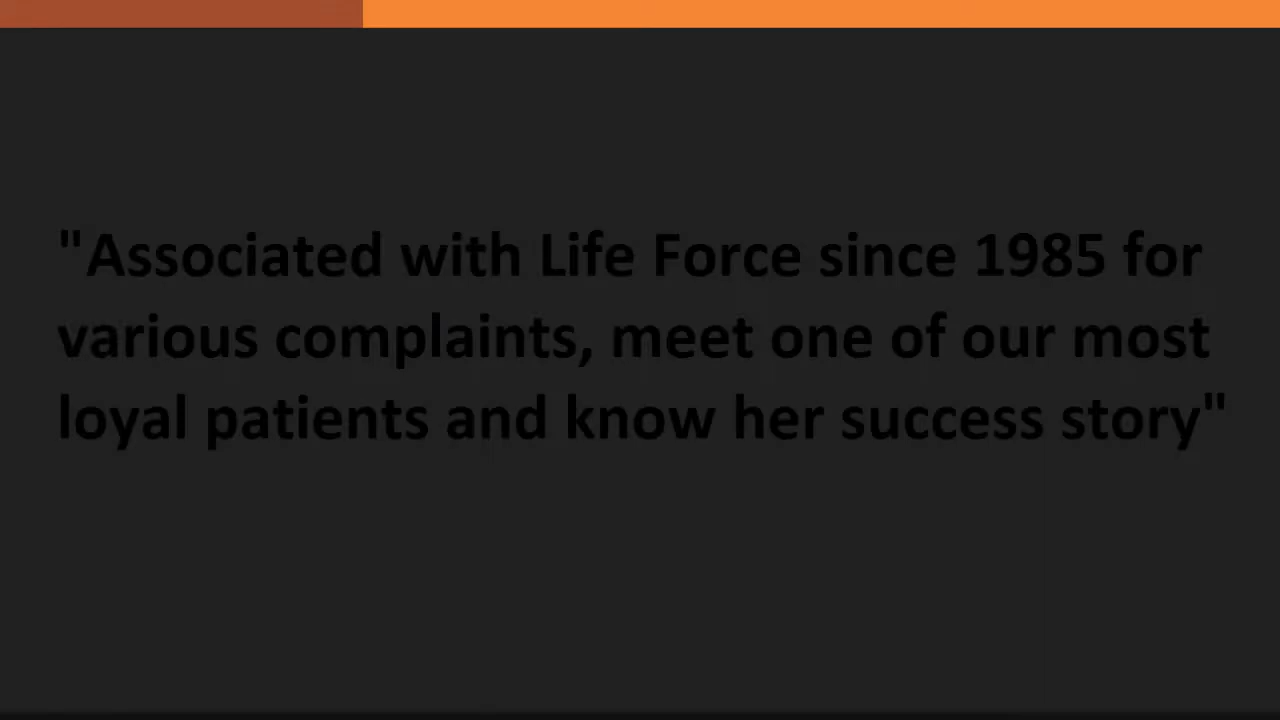 "Associated with Life Force since 1985 for
various complaints, meet one of our most
loyal patients and know her success story"